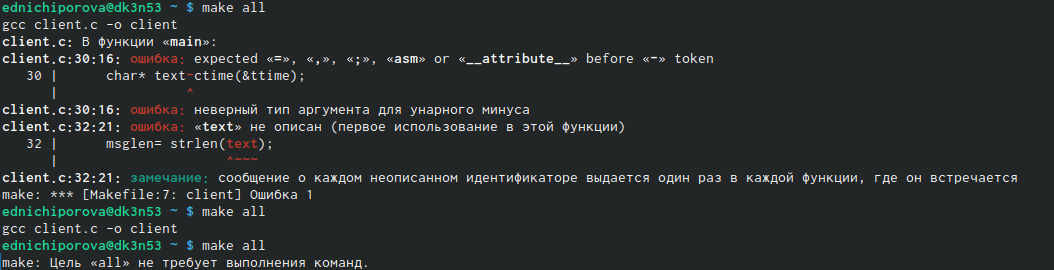 ednichiporova@dk3n53 ~ $ make all
gcc client.c -o client
client.c: В функции «main»:
client.c:30:16: ошибка: expected «=», «,», «;», «asm» or «__attribute__» before «-» token
   30 |      char* text-ctime(&ttime);
      |                ^
client.c:30:16: ошибка: неверный тип аргумента для унарного минуса
client.c:32:21: ошибка: «text» не описан (первое использование в этой функции)
   32 |      msglen= strlen(text);
      |                     ^~~~
client.c:32:21: замечание: сообщение о каждом неописанном идентификаторе выдается один раз в каждой функции, где он встречается
make: *** [Makefile:7: client] Ошибка 1
ednichiporova@dk3n53 ~ $ make all
gcc client.c -o client
ednichiporova@dk3n53 ~ $ make all
make: Цель «all» не требует выполнения команд.